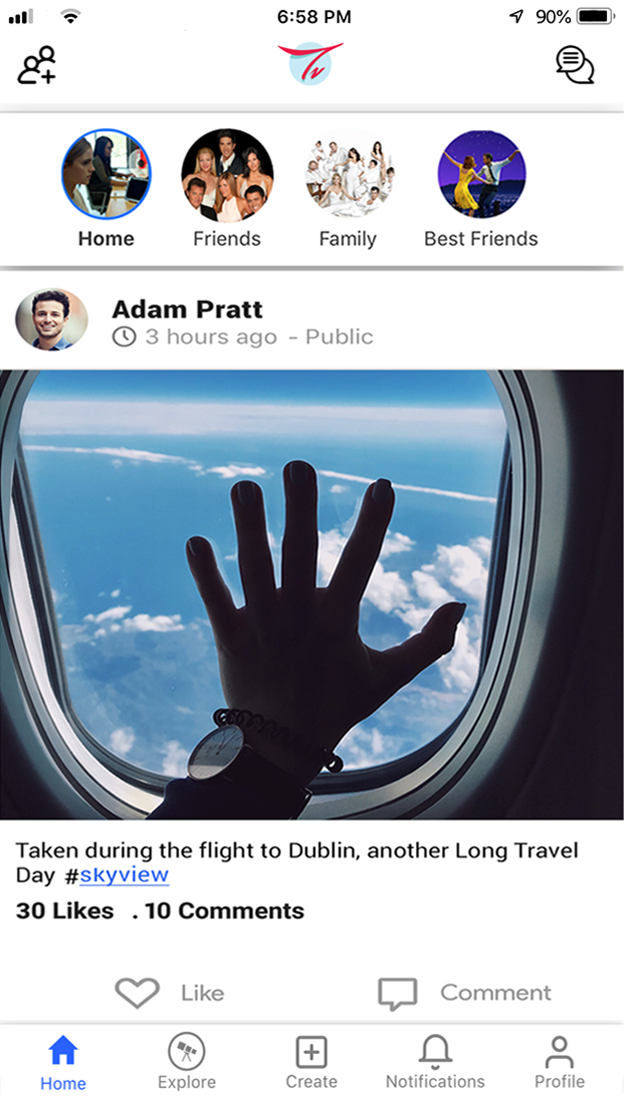 6:58 PM
90%
Tv
Home
Friends
Family
Best Friends
Adam Pratt
3 hours ago - Public
Taken during the flight to Dublin, another Long Travel
Day #skyview
30 Likes . 10 Comments
Like
Comment
Home
Explore
Create
Notifications
Profile